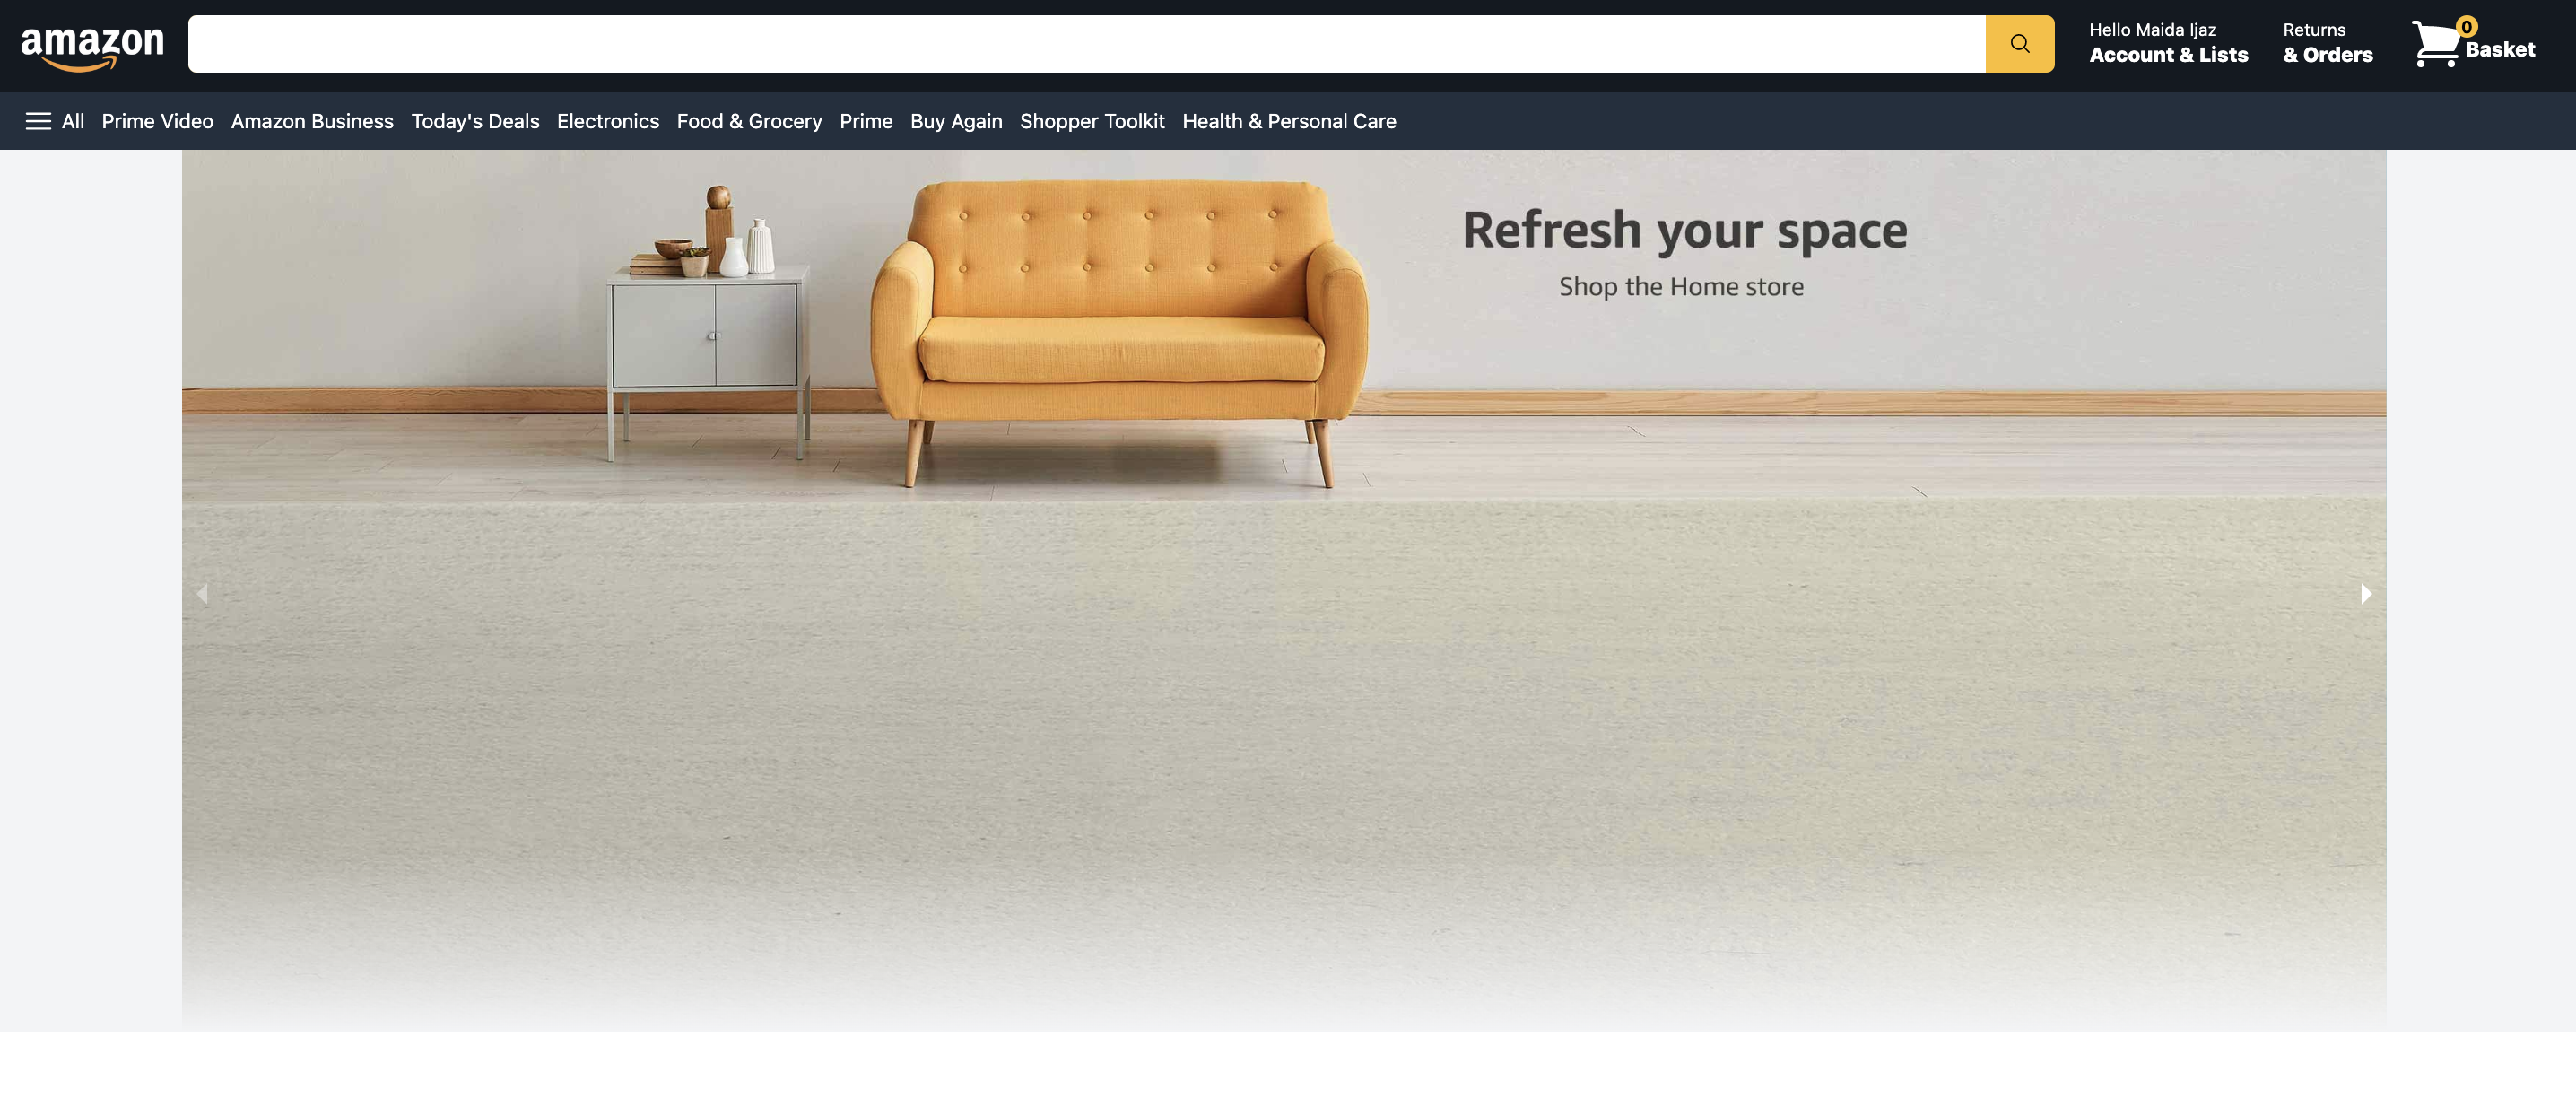 amazon
Hello Maida Ijaz
Account & Lists
Returns
& Orders
0
Basket
All Prime Video Amazon Business Today's Deals Electronics Food & Grocery Prime Buy Again Shopper Toolkit Health & Personal Care
Refresh your space
Shop the Home store